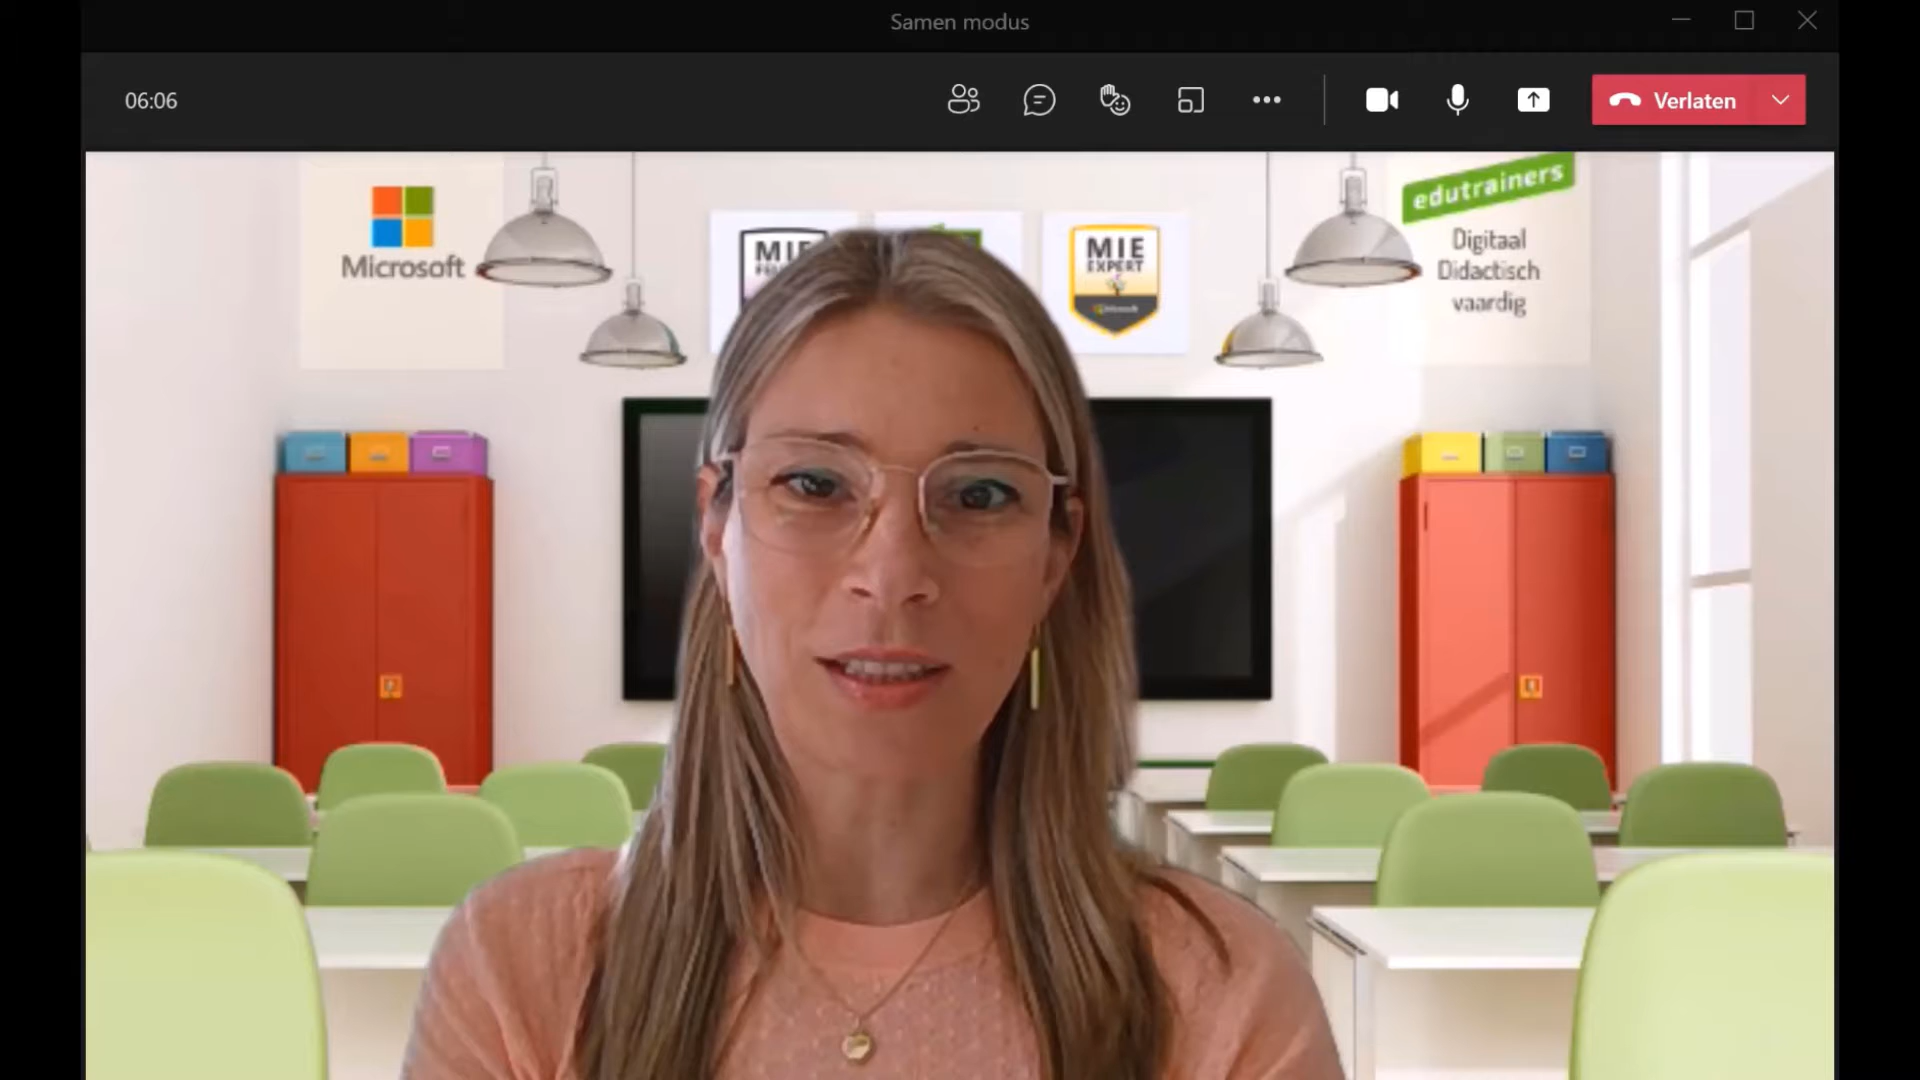 Samen modus
06:06
Verlaten
Microsoft
MIE
MIE
EXPERT
edutrainers
Digitaal
Didactisch
vaardig